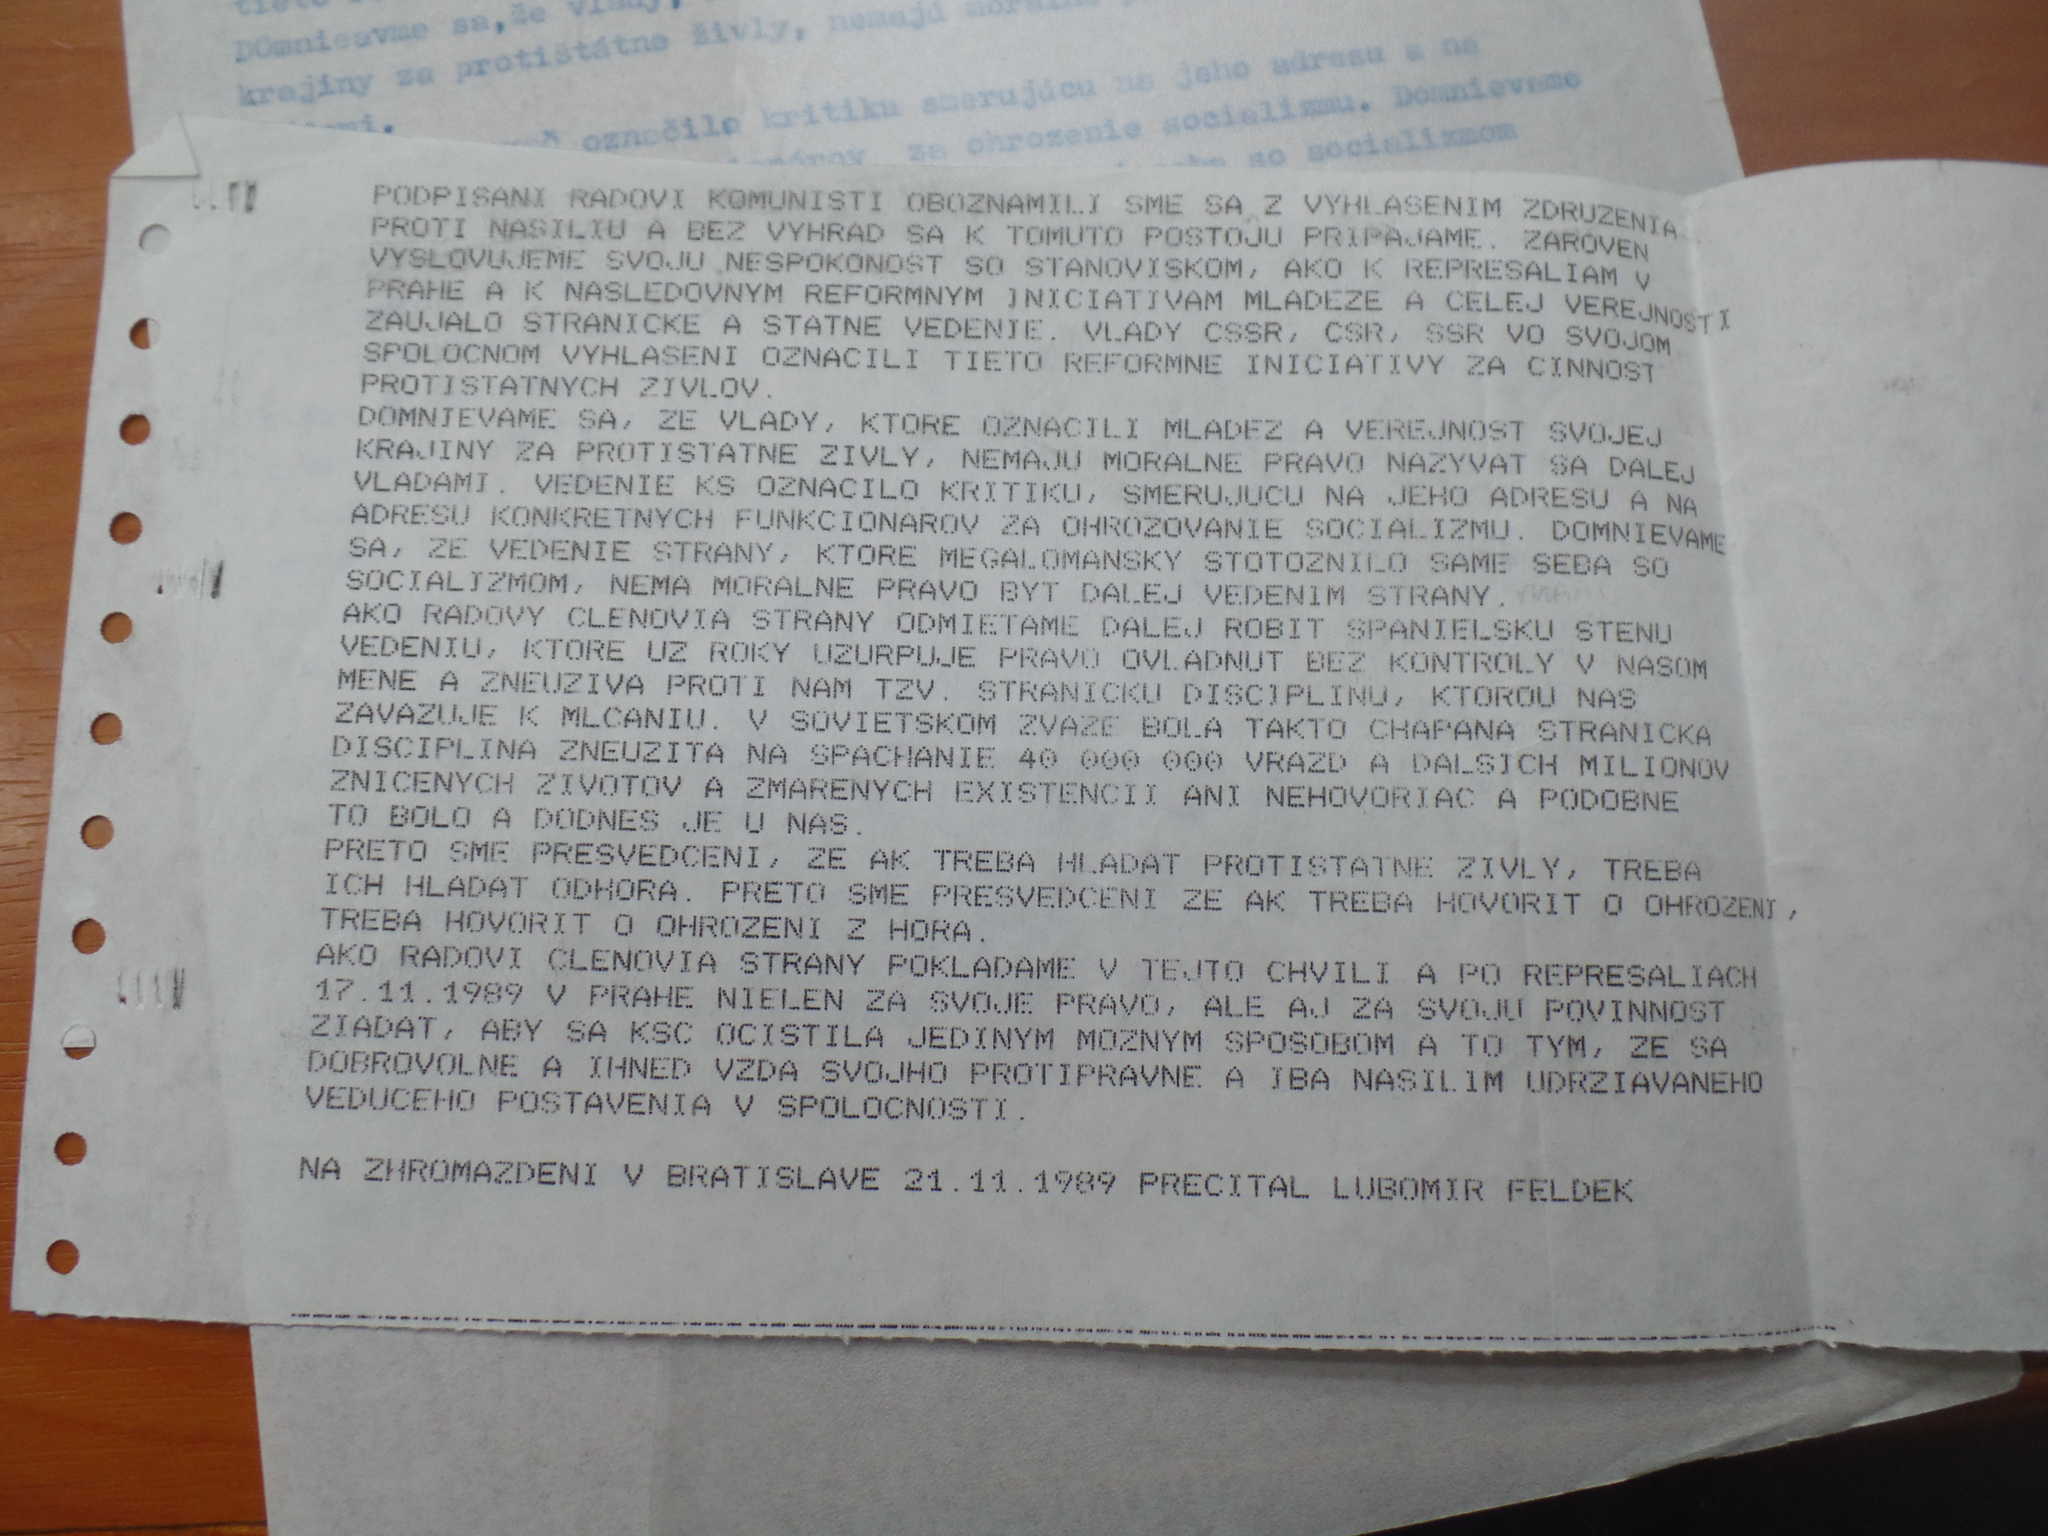 DOmnieavme sa,že vlády,
krajiny za protištátne živly, nemajú
označilo kritiku smerujúcu na jeho adresu a na
za ohrozenie socializmu. Domnievame
so socializmom
PODPISANI RADOVI KOMUNISTI OBOZNAMILI SME SA Z VYHLASENIM ZDRUZENIA
PROTI NASILIU A BEZ VYHRAD SA K TOMUTO POSTOJU PRIPAJAME. ZAROVEN
VYSLOVUJEME SVOJU NESPOKONOST SO STANOVISKOM, AKO K REPRESALIAM V
PRAHE A K NASLEDOVNYM REFORMNYM INICIATIVAM MLADEZE A CELEJ VEREJNOSTI
ZAUJALO STRANICKE A STATNE VEDENIE. VLADY CSSR, CSR, SSR VO SVOJOM
SPOLOCNOM VYHLASENI OZNACILI TIETO REFORMNE INICIATIVY ZA CINNOST
PROTISTATNYCH ZIVLOV.
DOMNIEVAME SA, ZE VLADY, KTORE OZNACILI MLADEZ A VEREJNOST SVOJEJ
KRAJINY ZA PROTISTATNE ZIVLY, NEMAJU MORALNE PRAVO NAZYVAT SA DALEJ
VLADAMI. VEDENIE KS OZNACILO KRITIKU, SMERUJUCU NA JEHO ADRESU A NA
ADRESU KONKRETNYCH FUNKCIONAROV ZA OHROZOVANIE SOCIALIZMU. DOMNIEVAME
SA, ZE VEDENIE STRANY, KTORE MEGALOMANSKY STOTOZNILO SAME SEBA SO
SOCIALIZMOM, NEMA MORALNE PRAVO BYT DALEJ VEDENIM STRANY.
AKO RADOVY CLENOVIA STRANY ODMIETAME DALEJ ROBIT SPANIELSKU STENU
VEDENIU, KTORE UZ ROKY UZURPUJE PRAVO OVLADNUT BEZ KONTROLY V NASOM
MENE A ZNEUZIVA PROTI NAM TZV. STRANICKU DISCIPLINU, KTOROU NAS
ZAVAZUJE K MLCANIU. V SOVIETSKOM ZVAZE BOLA TAKTO CHAPANA STRANICKA
DISCIPLINA ZNEUZITA NA SPACHANIE 40 000 000 VRAZD A DALSICH MILIONOV
ZNICENYCH ZIVOTOV A ZMARENYCH EXISTENCII ANI NEHOVORIAC A PODOBNE
TO BOLO A DODNES JE U NAS.
PRETO SME PRESVEDCENI, ZE AK TREBA HLADAT PROTISTATNE ZIVLY, TREBA
ICH HLADAT ODHORA. PRETO SME PRESVEDCENI ZE AK TREBA HOVORIT O OHROZENI,
TREBA HOVORIT O OHROZENI Z HORA.
AKO RADOVI CLENOVIA STRANY POKLADAME V TEJTO CHVILI A PO REPRESALIACH
17.11.1989 V PRAHE NIELEN ZA SVOJE PRAVO, ALE AJ ZA SVOJU POVINNOST
ZIADAT, ABY SA KSC OCISTILA JEDINYM MOZNYM SPOSOBOM A TO TYM, ZE SA
DOBROVOLNE A IHNED VZDA SVOJHO PROTIPRAVNE A IBA NASILIM UDRZIAVANEHO
VEDUCEHO POSTAVENIA V SPOLOCNOSTI.
NA ZHROMAZDENI V BRATISLAVE 21.11.1989 PRECITAL LUBOMIR FELDEK